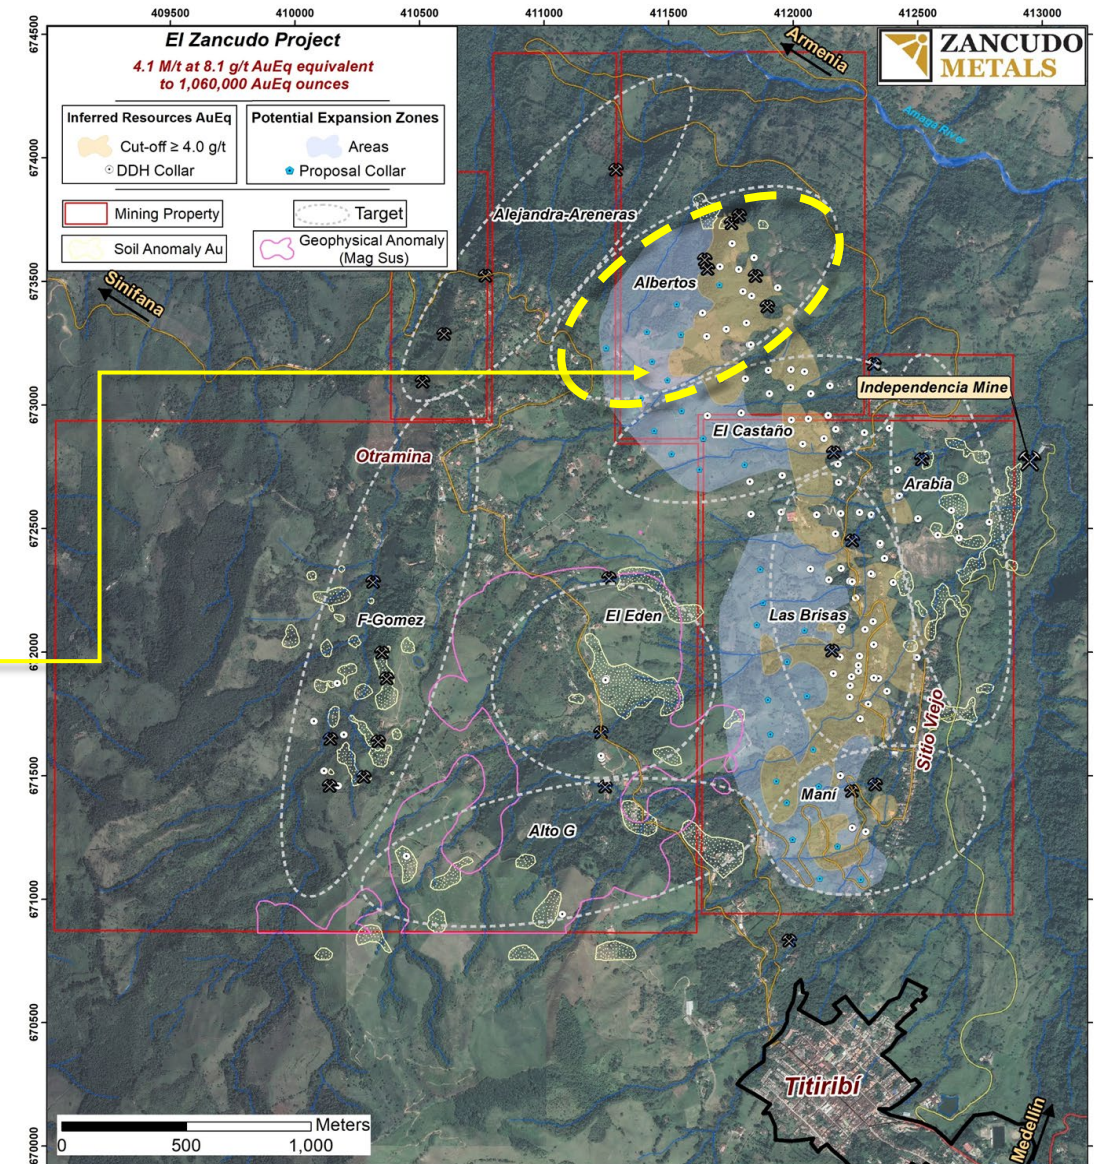 409500 410000 410500 411000 411500 412000 412500 413000
674500
674000
673500
673000
672500
672000
671500
671000
670500
670000
El Zancudo Project
4.1 M/t at 8.1 g/t AuEq equivalent
to 1,060,000 AuEq ounces
Inferred Resources AuEq
Cut-off ≥ 4.0 g/t
DDH Collar
Potential Expansion Zones
Areas
Proposal Collar
Mining Property
Target
Soil Anomaly Au
Geophysical Anomaly
(Mag Sus)
ZANCUDO
METALS
Armenia
Amaga River
Alejandra-Areneras
Sinifana
Albertos
Independencia Mine
El Castaño
Otramina
Arabia
F-Gomez
El Eden
Las Brisas
Sitio Viejo
Maní
Alto G
Titiribí
Medellin
Meters
0 500 1,000